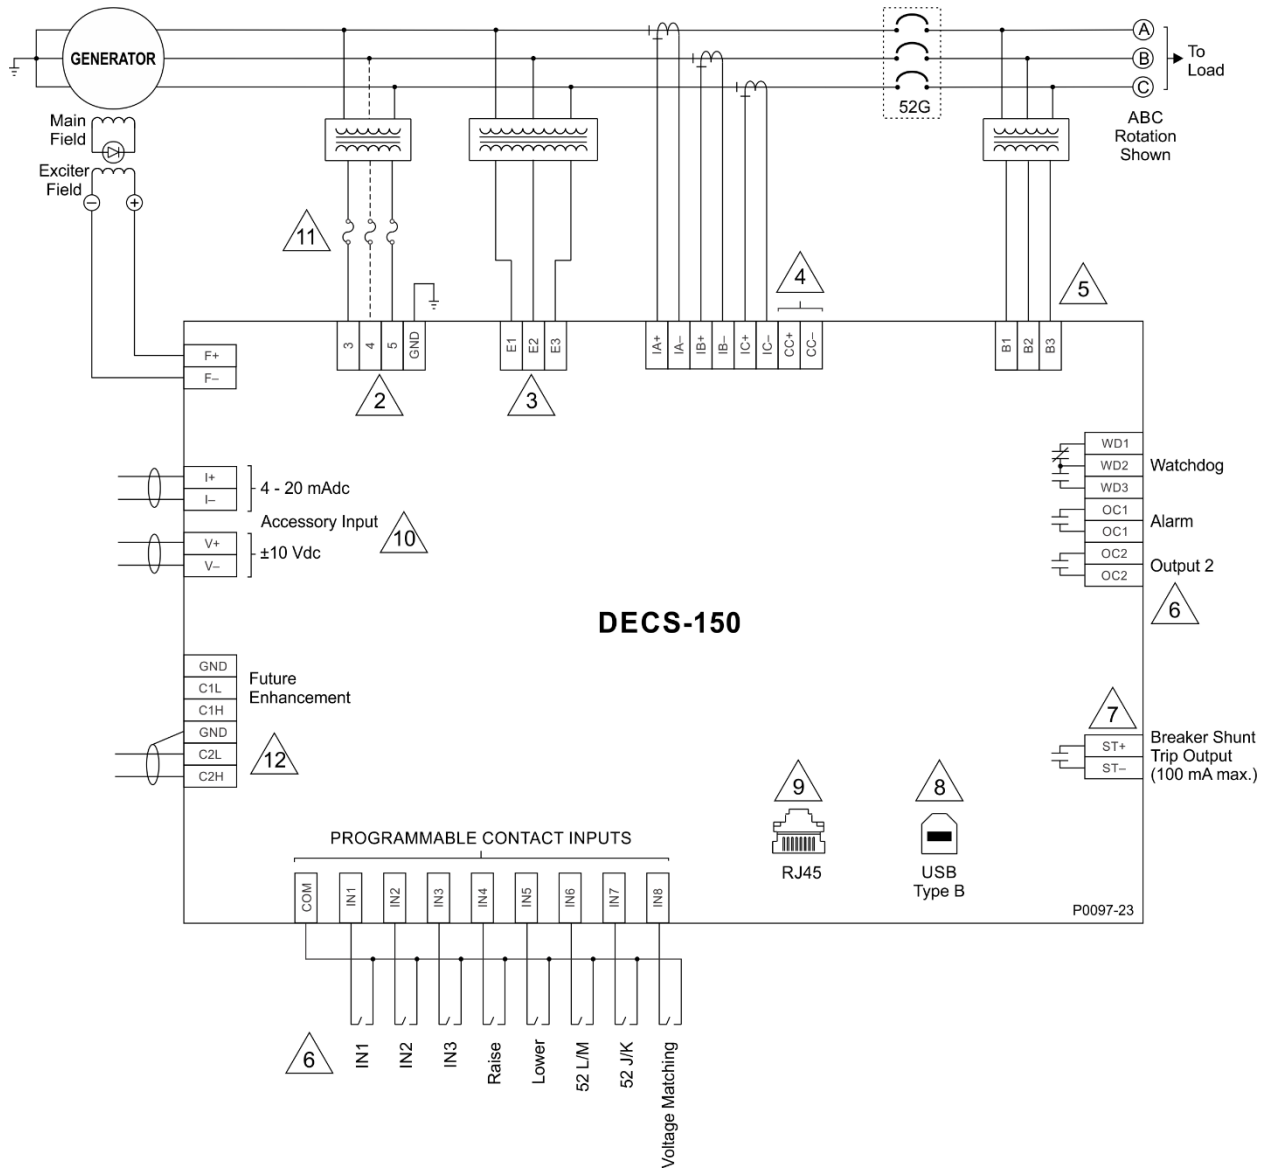 GENERATOR
A
B
C
To
Load
52G
ABC
Rotation
Shown
Main
Field
Exciter
Field
−
+
11
4
5
3
4
5
GND
E1
E2
E3
IA+
IA−
IB+
IB−
IC+
IC−
CC+
CC−
B1
B2
B3
2
3
F+
F−
I+
I−
4 - 20 mAdc
Accessory Input
10
V+
V−
±10 Vdc
WD1
WD2
WD3
Watchdog
OC1
OC1
Alarm
OC2
OC2
Output 2
6
DECS-150
GND
C1L
C1H
Future
Enhancement
GND
C2L
C2H
12
7
ST+
ST−
Breaker Shunt
Trip Output
(100 mA max.)
9
RJ45
8
USB
Type B
PROGRAMMABLE CONTACT INPUTS
COM
IN1
IN2
IN3
IN4
IN5
IN6
IN7
IN8
P0097-23
6
IN1
IN2
IN3
Raise
Lower
52 L/M
52 J/K
Voltage Matching